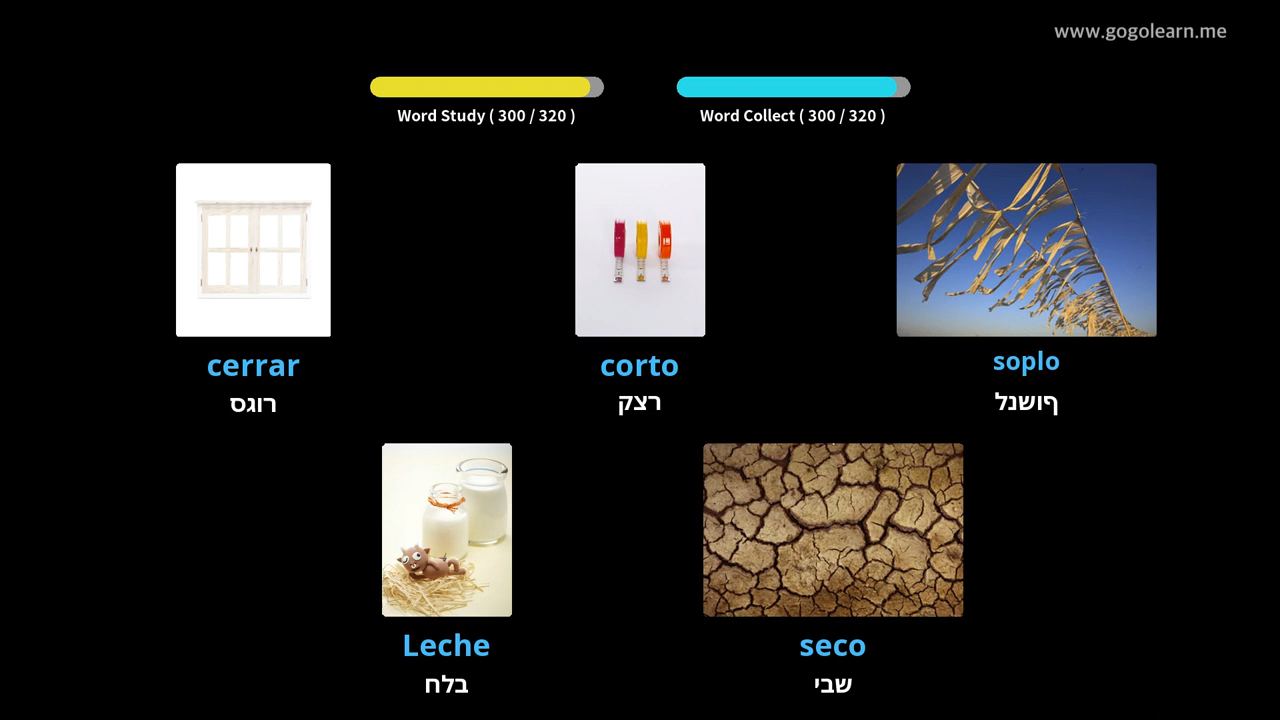 www.gogolearn.me
Word Study ( 300 / 320 )
Word Collect ( 300 / 320 )
cerrar
רוגס
corto
רצק
soplo
ףושנל
Leche
בלח
seco
שבי